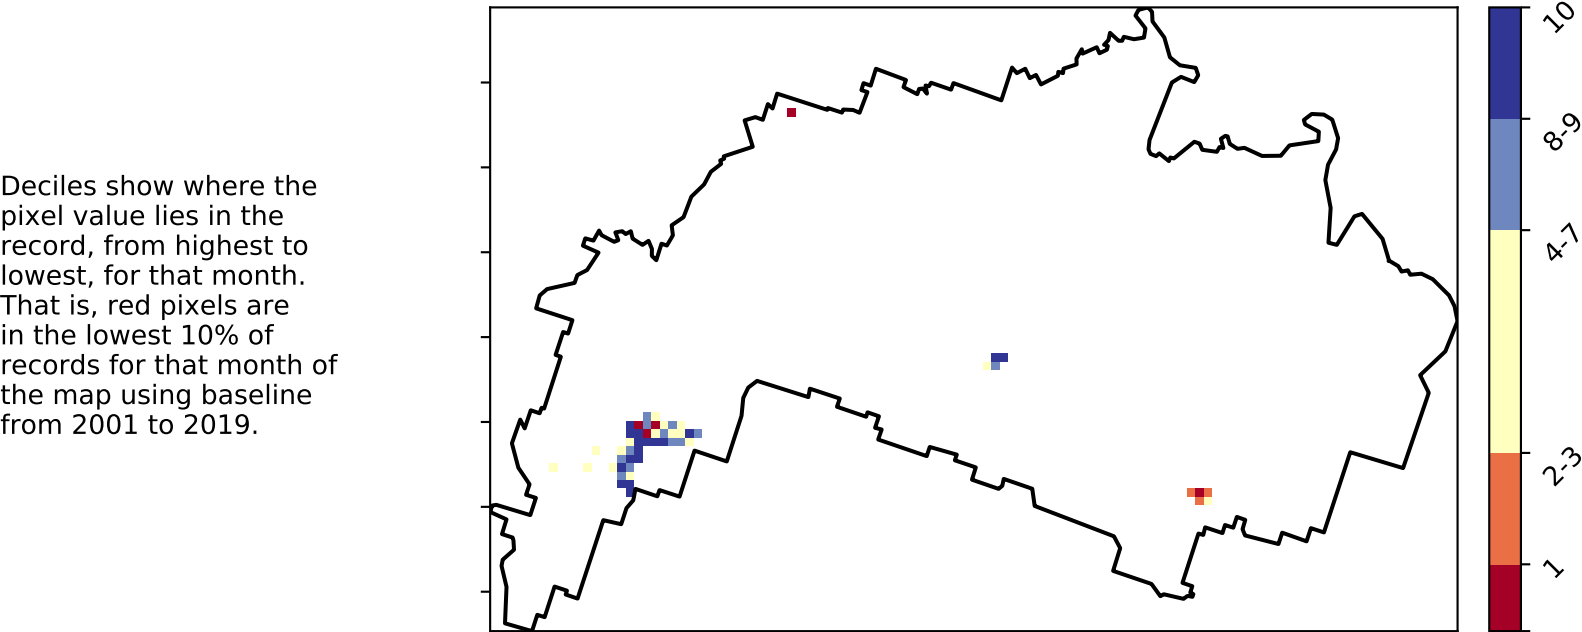 Deciles show where the
pixel value lies in the
record, from highest to
lowest, for that month.
That is, red pixels are
in the lowest 10% of
records for that month of
the map using baseline
from 2001 to 2019.
10
8-9
4-7
2-3
1